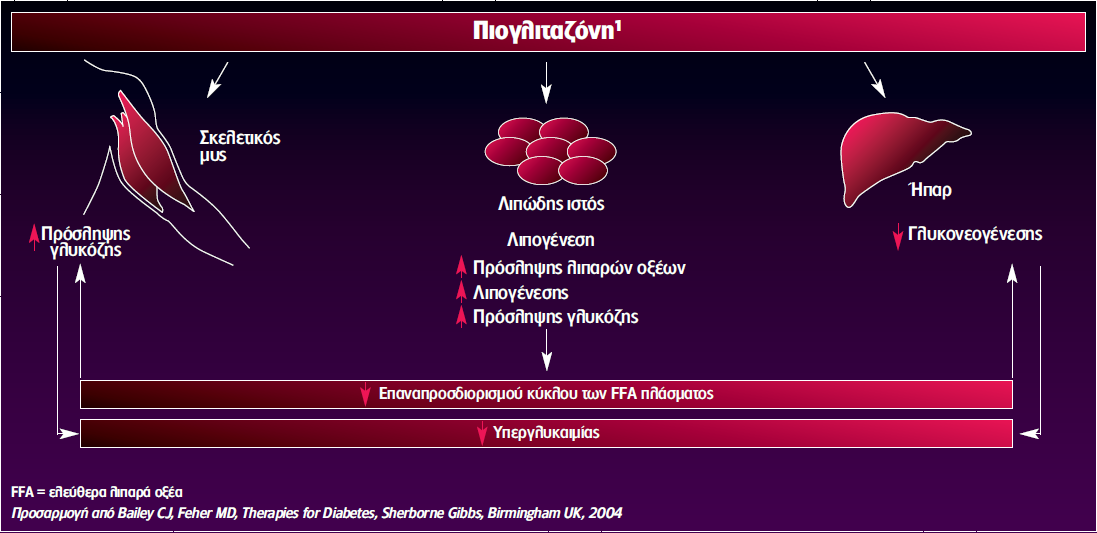 Πιογλιταζόνη¹
Σκελετικός
μυς
Λιπώδης ιστός
Ήπαρ
Πρόσληψης
γλυκόζης
Λιπογένεση
Πρόσληψης λιπαρών οξέων
Λιπογένεσης
Πρόσληψης γλυκόζης
Γλυκονεογένεσης
Επαναπροσδιορισμού κύκλου των FFA πλάσματος
Υπεργλυκαιμίας
FFA = ελεύθερα λιπαρά οξέα
Προσαρμογή από Bailey CJ, Feher MD, Therapies for Diabetes, Sherborne Gibbs, Birmingham UK, 2004